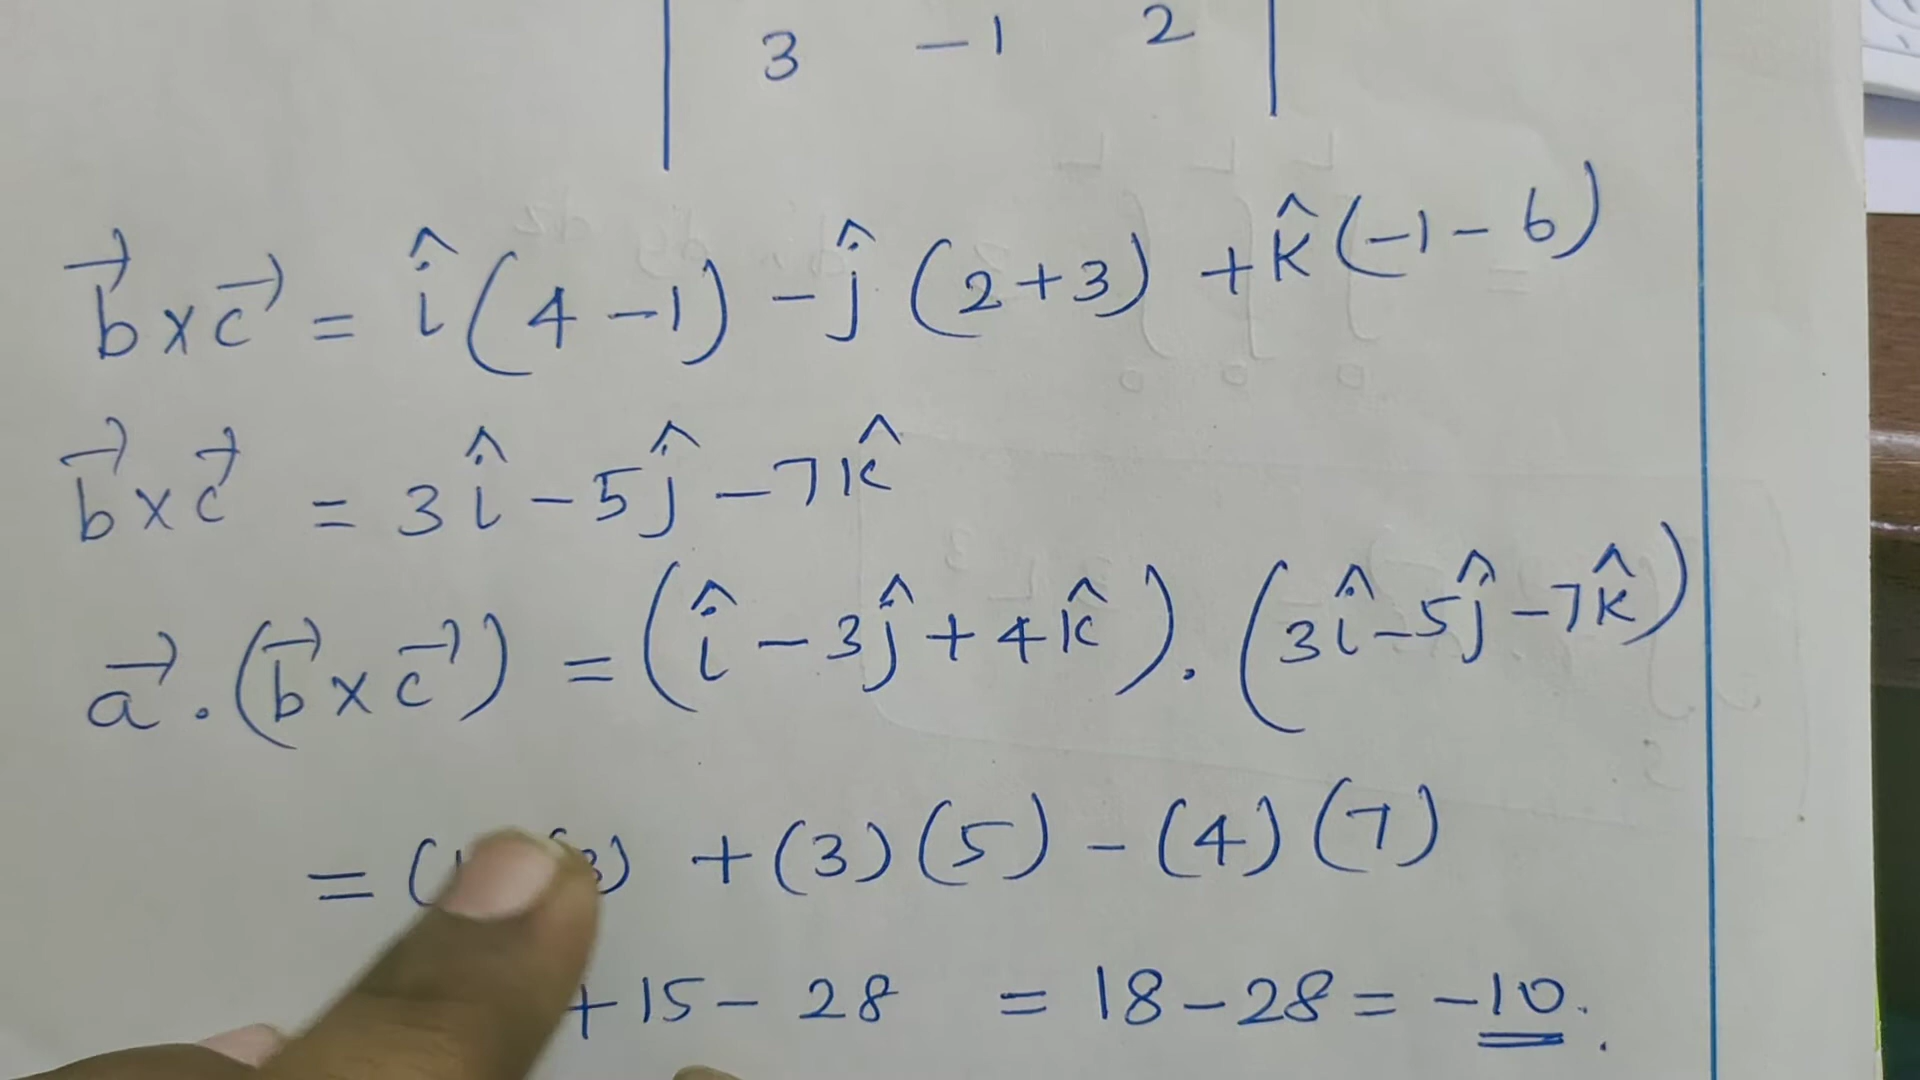 | 3 -1 2 |
b⃗ × c⃗ = î (4 - 1) - ĵ (2 + 3) + k̂ (-1 - 6)
b⃗ × c⃗ = 3î - 5ĵ - 7k̂
a⃗ . (b⃗ × c⃗) = (î - 3ĵ + 4k̂) . (3î - 5ĵ - 7k̂)
= (3) + (3)(5) - (4)(7)
+ 15 - 28 = 18 - 28 = -10.